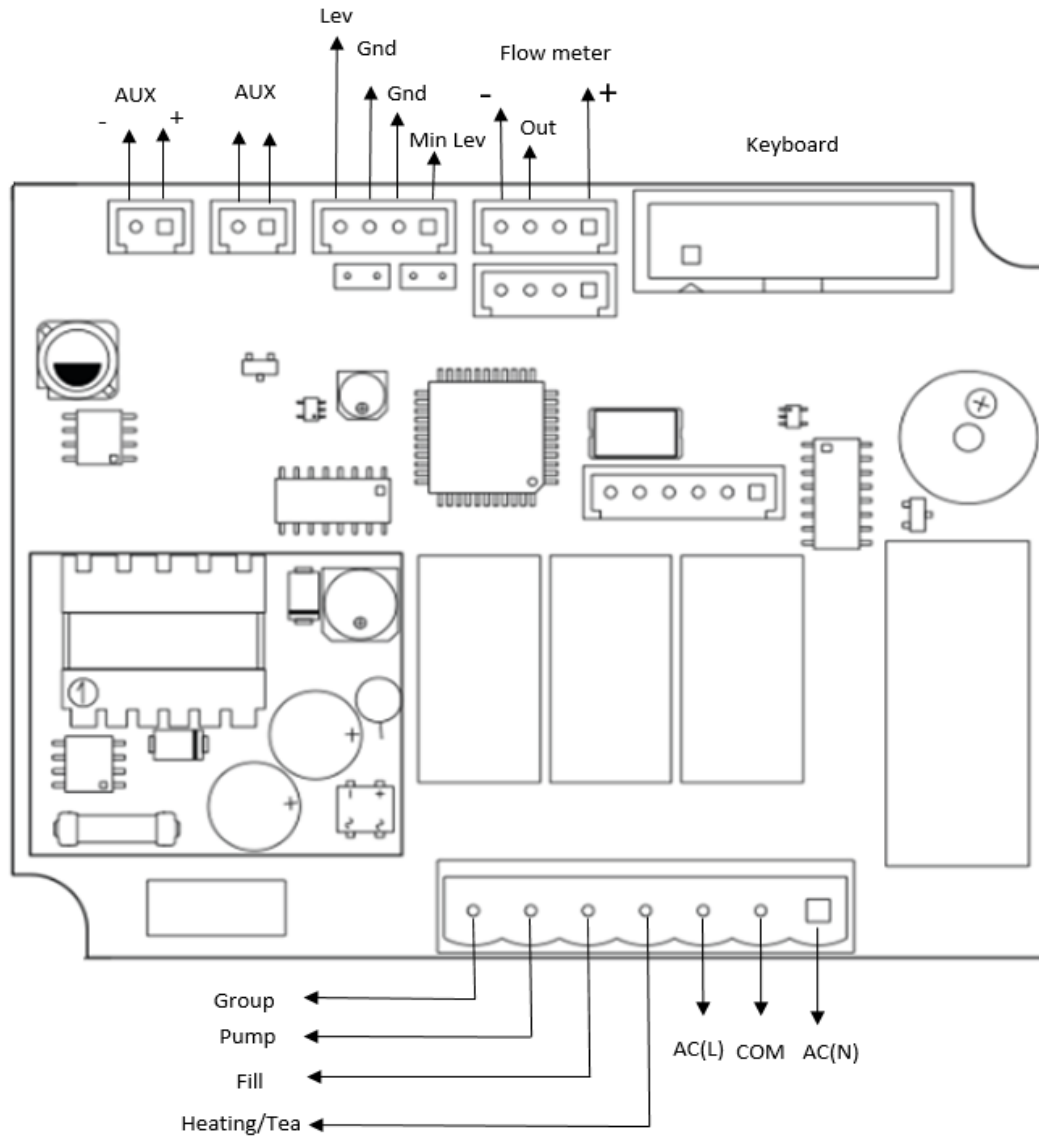 Lev
Gnd
Flow meter
AUX
AUX
Gnd
-
+
-
+
Out
Min Lev
Keyboard
1
+
+
-
+
~
~
Group
Pump
Fill
Heating/Tea
AC(L)
COM
AC(N)